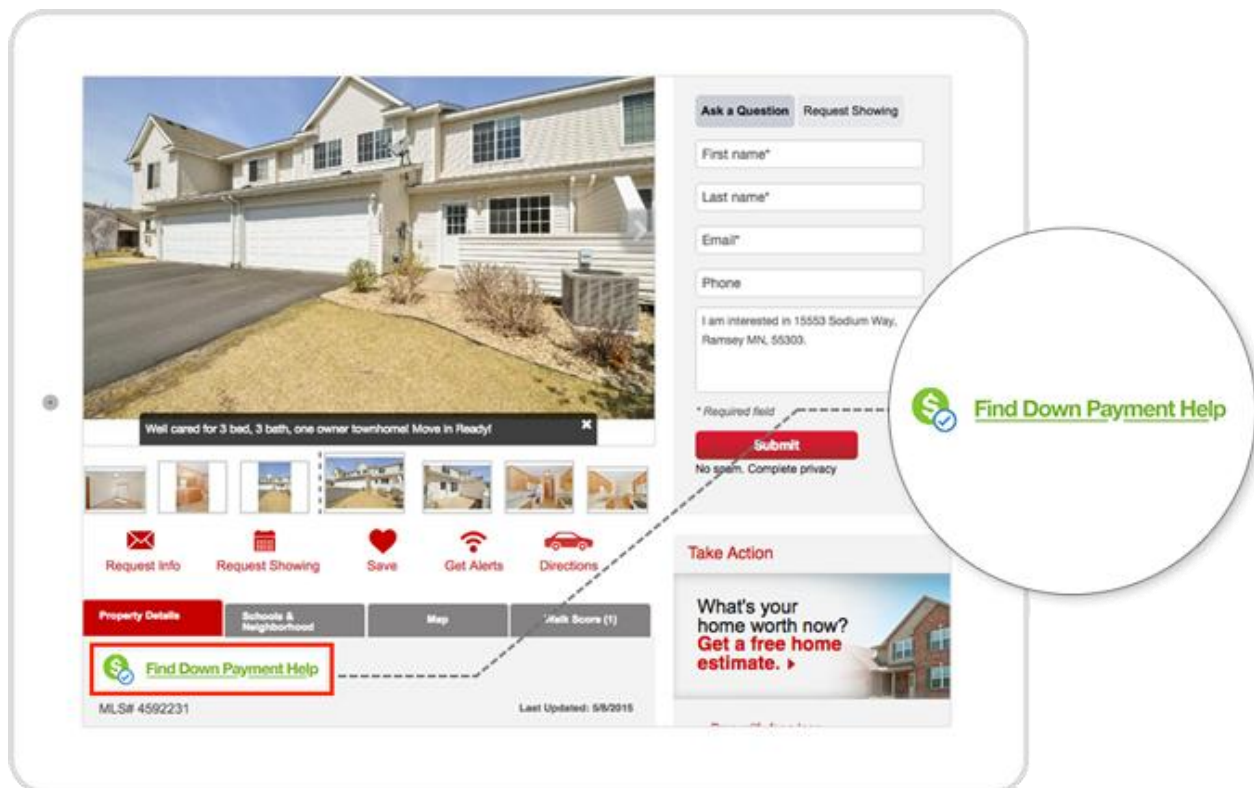 Ask a Question Request Showing
First name*
Last name*
Email*
Phone
I am interested in 15553 Sodium Way,
Ramsey MN, 55303.
* Required field
Submit
No spam. Complete privacy
Well cared for 3 bed, 3 bath, one owner townhome! Move in Ready!
Request Info Request Showing Save Get Alerts Directions
Property Details Schools & Neighborhood Map Walk Score (1)
Find Down Payment Help
MLS# 4592231 Last Updated: 5/8/2015
Take Action
What's your
home worth now?
Get a free home
estimate.
Find Down Payment Help